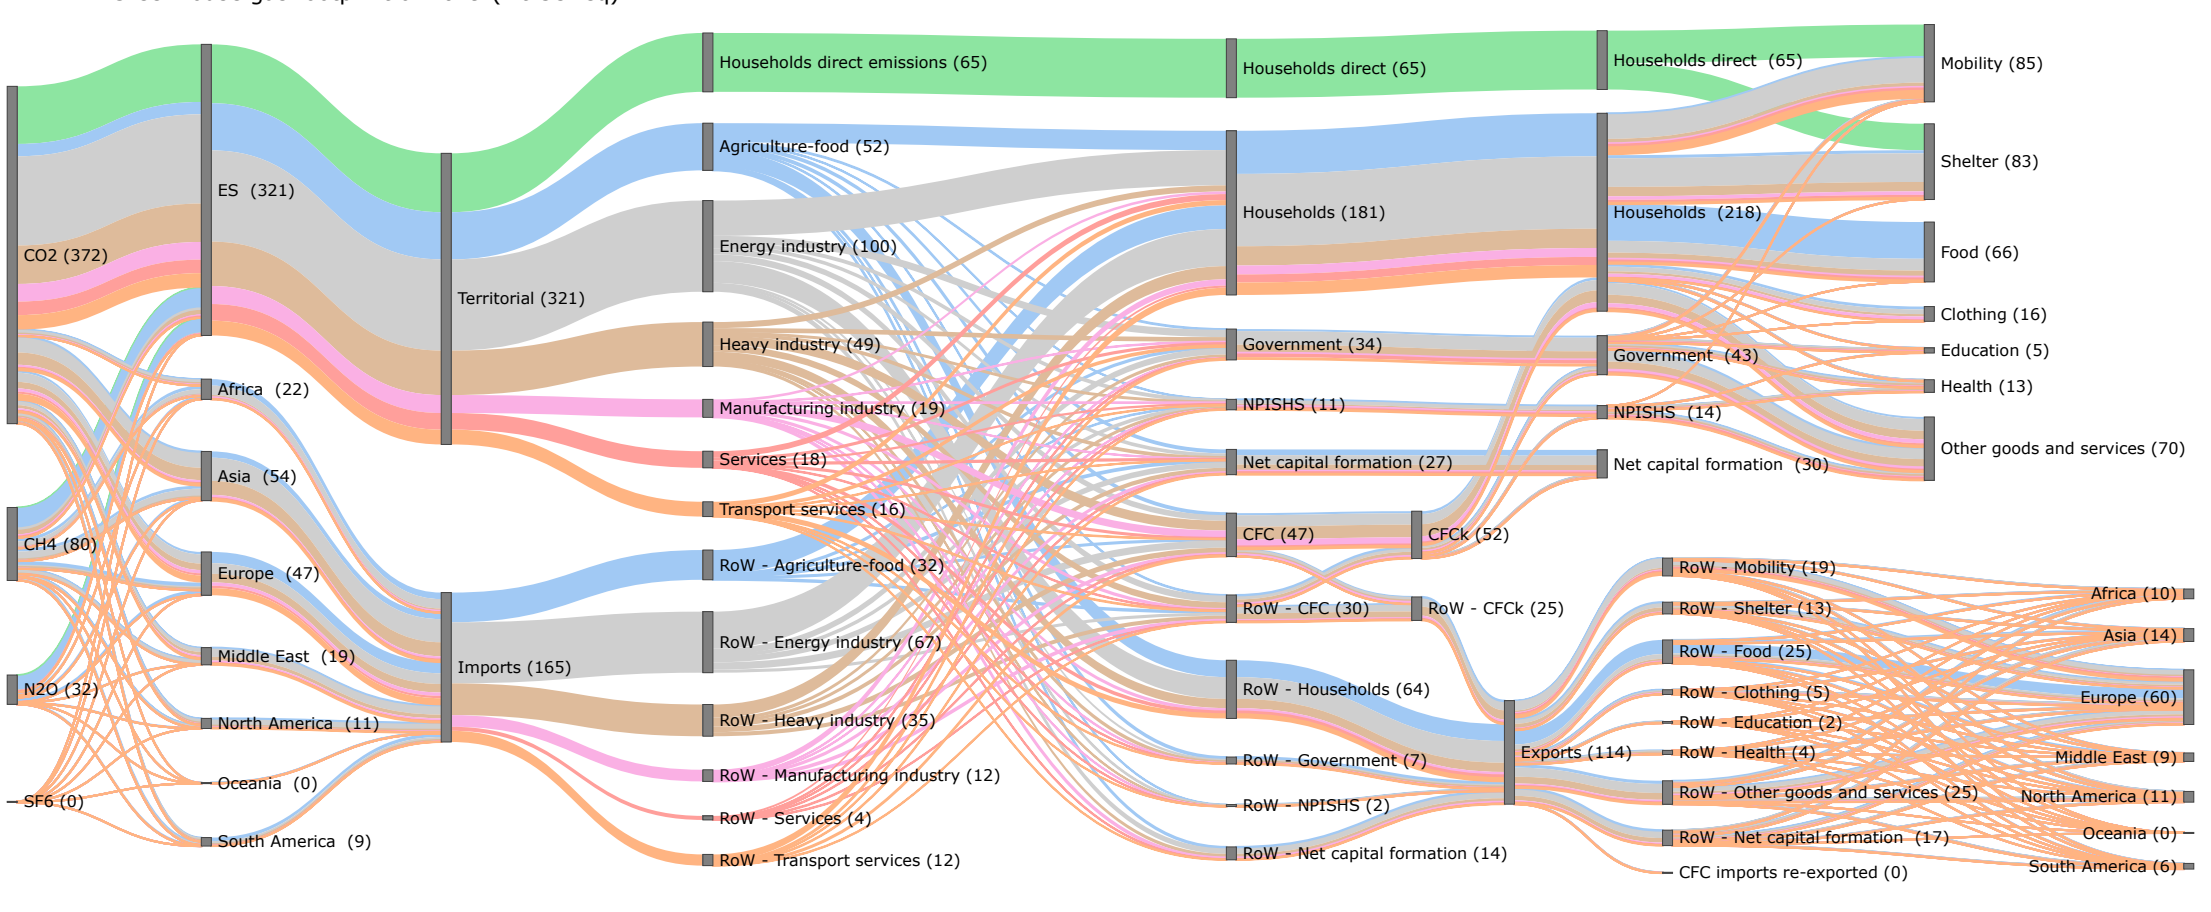 CO2 (372)
CH4 (80)
N2O (32)
SF6 (0)
ES (321)
Africa (22)
Asia (54)
Europe (47)
Middle East (19)
North America (11)
Oceania (0)
South America (9)
Territorial (321)
Imports (165)
Households direct emissions (65)
Agriculture-food (52)
Energy industry (100)
Heavy industry (49)
Manufacturing industry (19)
Services (18)
Transport services (16)
RoW - Agriculture-food (32)
RoW - Energy industry (67)
RoW - Heavy industry (35)
RoW - Manufacturing industry (12)
RoW - Services (4)
RoW - Transport services (12)
Households direct (65)
Households (181)
Government (34)
NPISHS (11)
Net capital formation (27)
CFC (47)
RoW - CFC (30)
RoW - Households (64)
RoW - Government (7)
RoW - NPISHS (2)
RoW - Net capital formation (14)
CFCk (52)
RoW - CFCk (25)
Exports (114)
Households direct (65)
Households (218)
Government (43)
NPISHS (14)
Net capital formation (30)
RoW - Mobility (19)
RoW - Shelter (13)
RoW - Food (25)
RoW - Clothing (5)
RoW - Education (2)
RoW - Health (4)
RoW - Other goods and services (25)
RoW - Net capital formation (17)
CFC imports re-exported (0)
Mobility (85)
Shelter (83)
Food (66)
Clothing (16)
Education (5)
Health (13)
Other goods and services (70)
Africa (10)
Asia (14)
Europe (60)
Middle East (9)
North America (11)
Oceania (0)
South America (6)